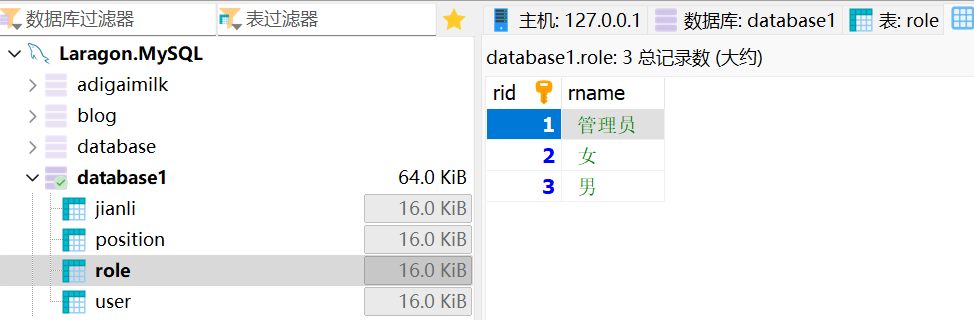 数据库过滤器 表过滤器
Laragon.MySQL
adigaimilk
blog
database
database1 64.0 KiB
jianli 16.0 KiB
position 16.0 KiB
role 16.0 KiB
user 16.0 KiB
主机: 127.0.0.1 数据库: database1 表: role
database1.role: 3 总记录数 (大约)
rid rname
1 管理员
2 女
3 男